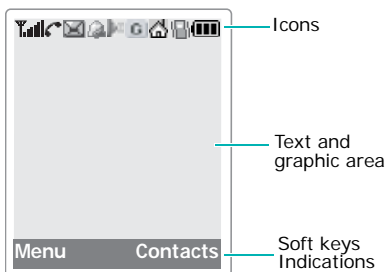 G
Icons
Text and
graphic area
Menu Contacts
Soft keys
Indications